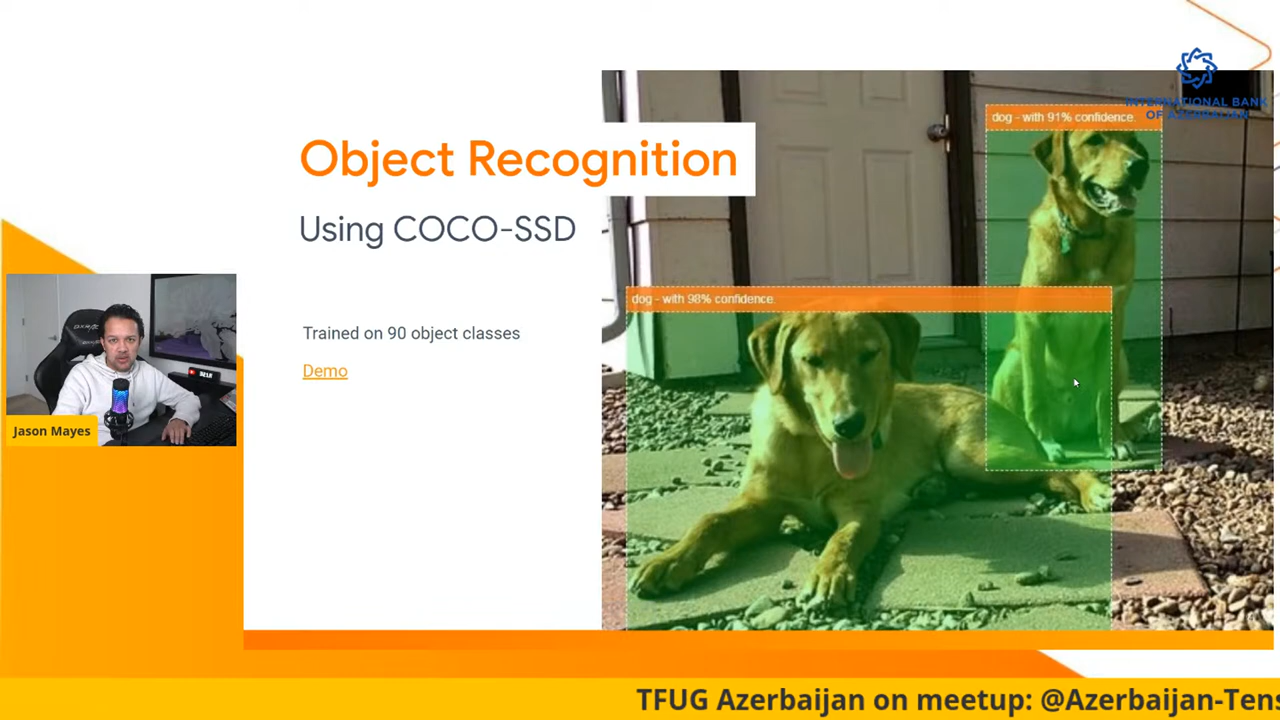 INTERNATIONAL BANK
OF AZERBAIJAN
dog - with 91% confidence.
Object Recognition
Using COCO-SSD
dog - with 98% confidence.
Trained on 90 object classes
Demo
Jason Mayes
TFUG Azerbaijan on meetup: @Azerbaijan-Tens